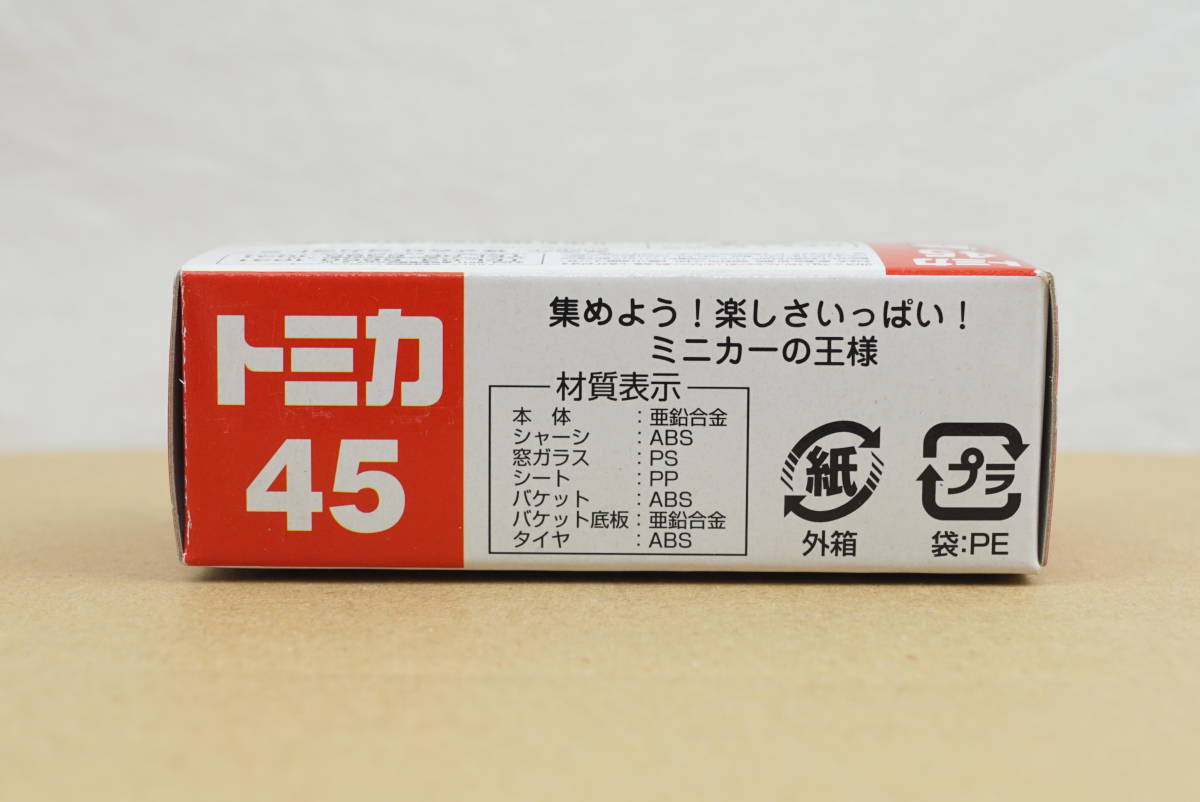 トミカ
45
集めよう!楽しさいっぱい!
ミニカーの王様
材質表示
本 体 : 亜鉛合金
シャーシ : ABS
窓ガラス : PS
シート : PP
バケット : ABS
バケット底板 : 亜鉛合金
タイヤ : ABS
紙
外箱
プラ
袋:PE